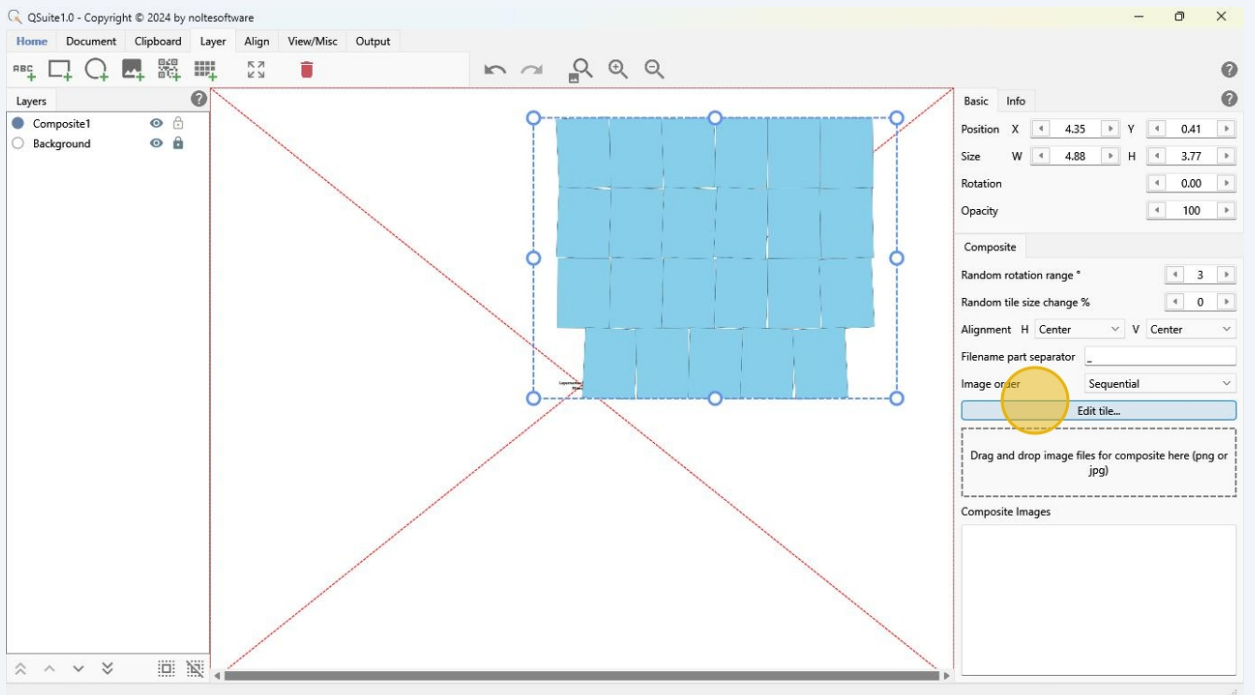 QSuite1.0 - Copyright © 2024 by noltesoftware
Home Document Clipboard Layer Align View/Misc Output
ABC
Layers
Composite1
Background
Basic Info
Position X 4.35 Y 0.41
Size W 4.88 H 3.77
Rotation 0.00
Opacity 100
Composite
Random rotation range ° 3
Random tile size change % 0
Alignment H Center V Center
Filename part separator _
Image order Sequential
Edit tile...
Drag and drop image files for composite here (png or
jpg)
Composite Images